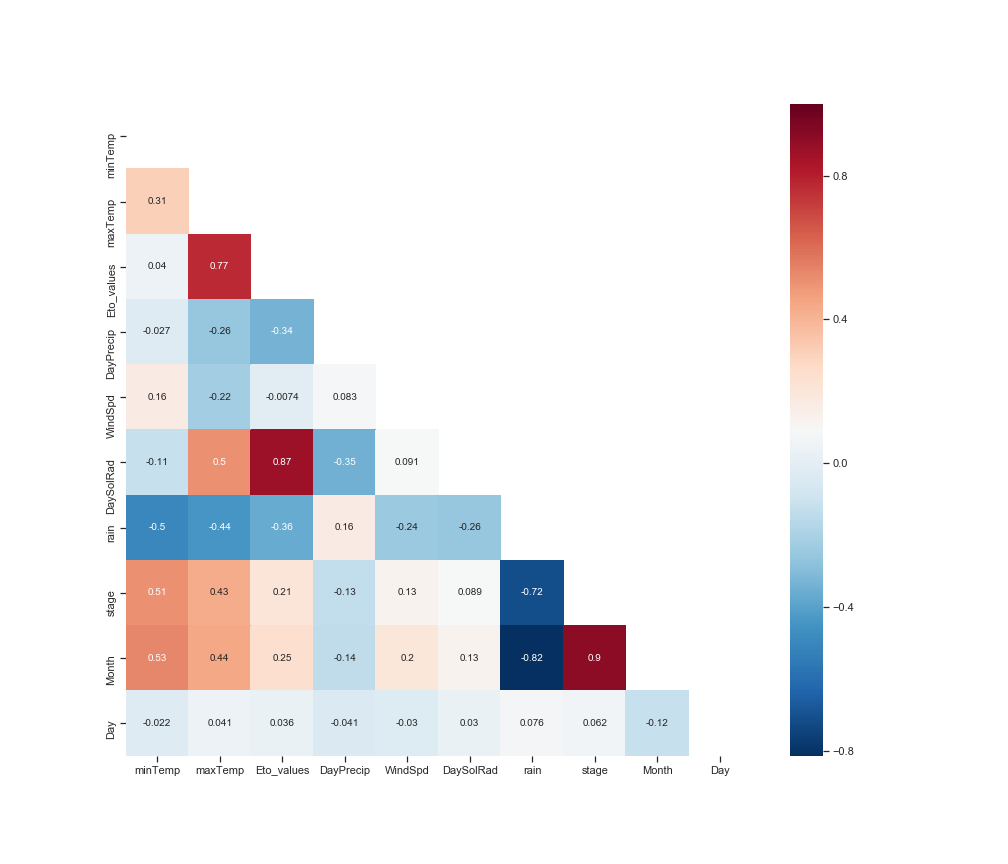 minTemp
maxTemp 0.31
Eto_values 0.04 0.77
DayPrecip -0.027 -0.26 -0.34
WindSpd 0.16 -0.22 -0.0074 0.083
DaySolRad -0.11 0.5 0.87 -0.35 0.091
rain -0.5 -0.44 -0.36 0.16 -0.24 -0.26
stage 0.51 0.43 0.21 -0.13 0.13 0.089 -0.72
Month 0.53 0.44 0.25 -0.14 0.2 0.13 -0.82 0.9
Day -0.022 0.041 0.036 -0.041 -0.03 0.03 0.076 0.062 -0.12
minTemp maxTemp Eto_values DayPrecip WindSpd DaySolRad rain stage Month Day
0.8
0.4
0.0
−0.4
−0.8